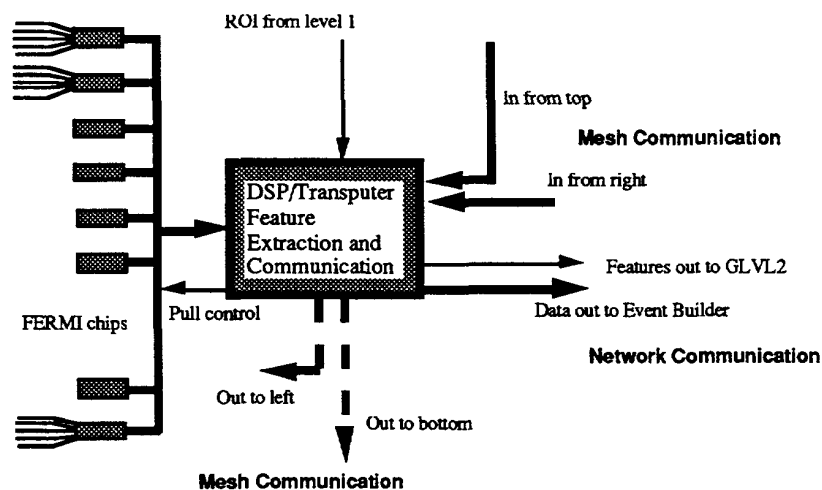 ROI from level 1
In from top
Mesh Communication
In from right
DSP/Transputer
Feature
Extraction and
Communication
Features out to GLVL2
Pull control
Data out to Event Builder
FERMI chips
Network Communication
Out to left
Out to bottom
Mesh Communication